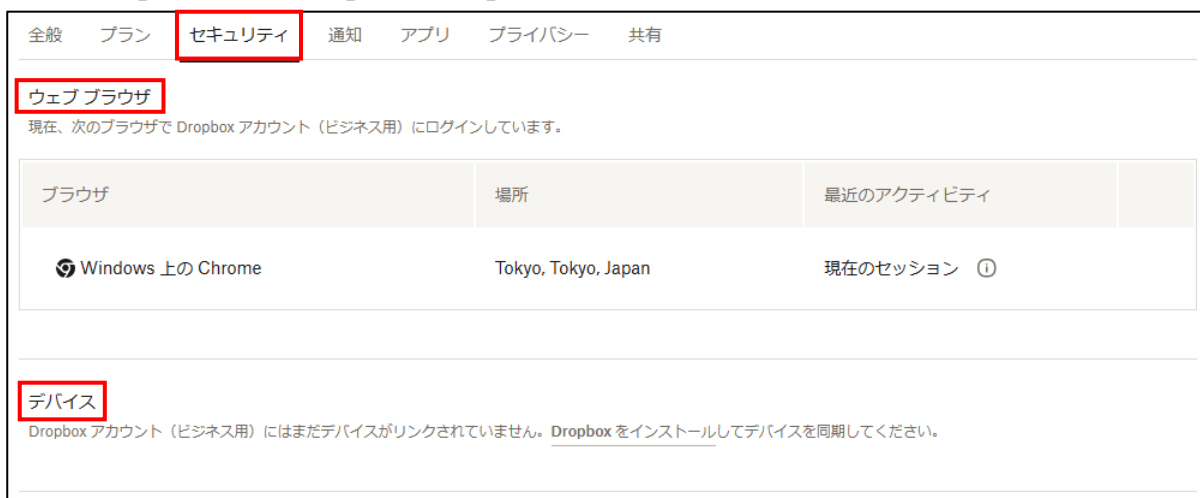 全般 プラン セキュリティ 通知 アプリ プライバシー 共有
ウェブ ブラウザ
現在、次のブラウザで Dropbox アカウント（ビジネス用）にログインしています。
ブラウザ 場所 最近のアクティビティ
Windows 上の Chrome Tokyo, Tokyo, Japan 現在のセッション
デバイス
Dropbox アカウント（ビジネス用）にはまだデバイスがリンクされていません。Dropbox をインストールしてデバイスを同期してください。